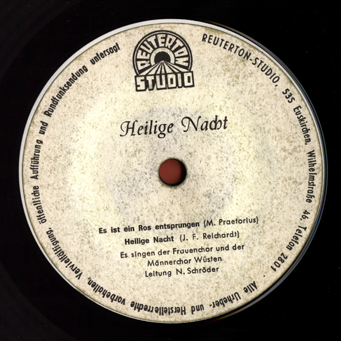 REUTERTON
STUDIO
REUTERTON-STUDIO, 535 Euskirchen, Wilhelmstraße 46, Telefon 2801
Heilige Nacht
Es ist ein Ros entsprungen (M. Praetorius)
Heilige Nacht (J. F. Reichardt)
Es singen der Frauenchor und der
Männerchor Wüsten
Leitung N. Schröder
Alle Urheber- und Herstellerrechte vorbehalten. Vervielfältigung, öffentliche Aufführung und Rundfunksendung untersagt